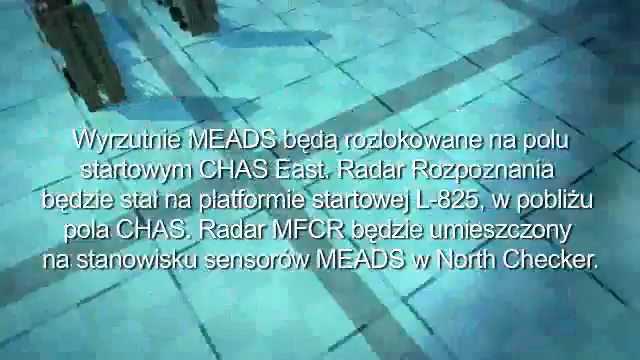 Wyrzutnie MEADS będą rozlokowane na polu
startowym CHAS East. Radar Rozpoznania
będzie stał na platformie startowej L-825, w pobliżu
pola CHAS. Radar MFCR będzie umieszczony
na stanowisku sensorów MEADS w North Checker.